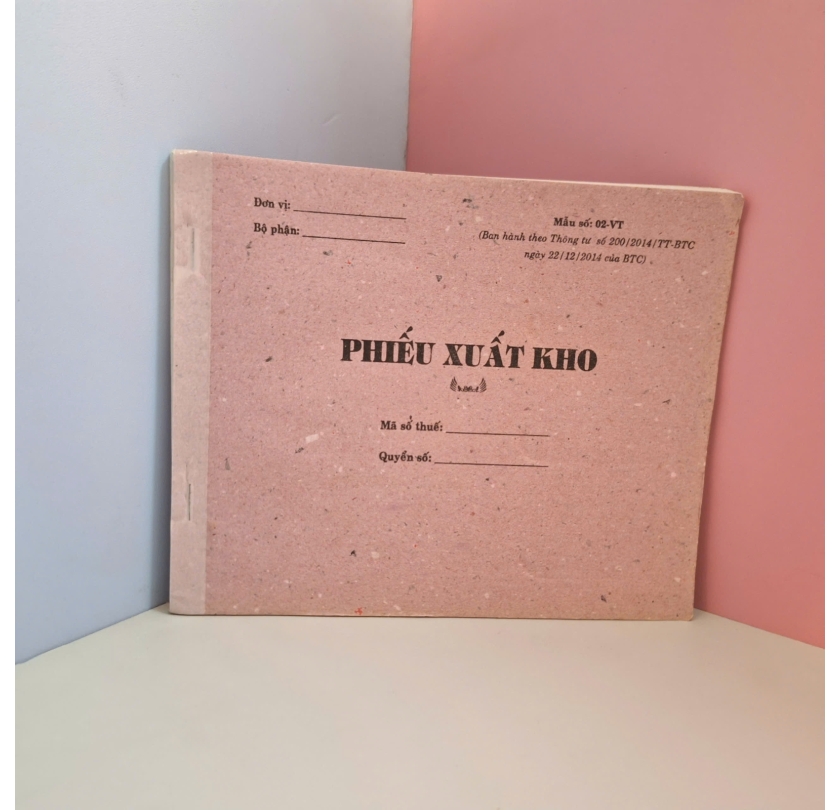 Đơn vị:
Bộ phận:
Mẫu số: 02-VT
(Ban hành theo Thông tư số 200/2014/TT-BTC
ngày 22/12/2014 của BTC)
PHIẾU XUẤT KHO
Mã số thuế:
Quyển số: